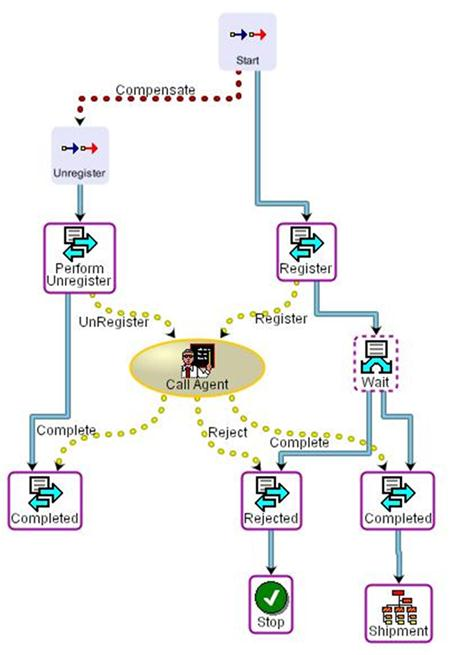 Start
Compensate
Unregister
Perform
Unregister
Register
UnRegister
Register
Call Agent
Wait
Complete
Reject
Complete
Completed
Rejected
Completed
Stop
Shipment